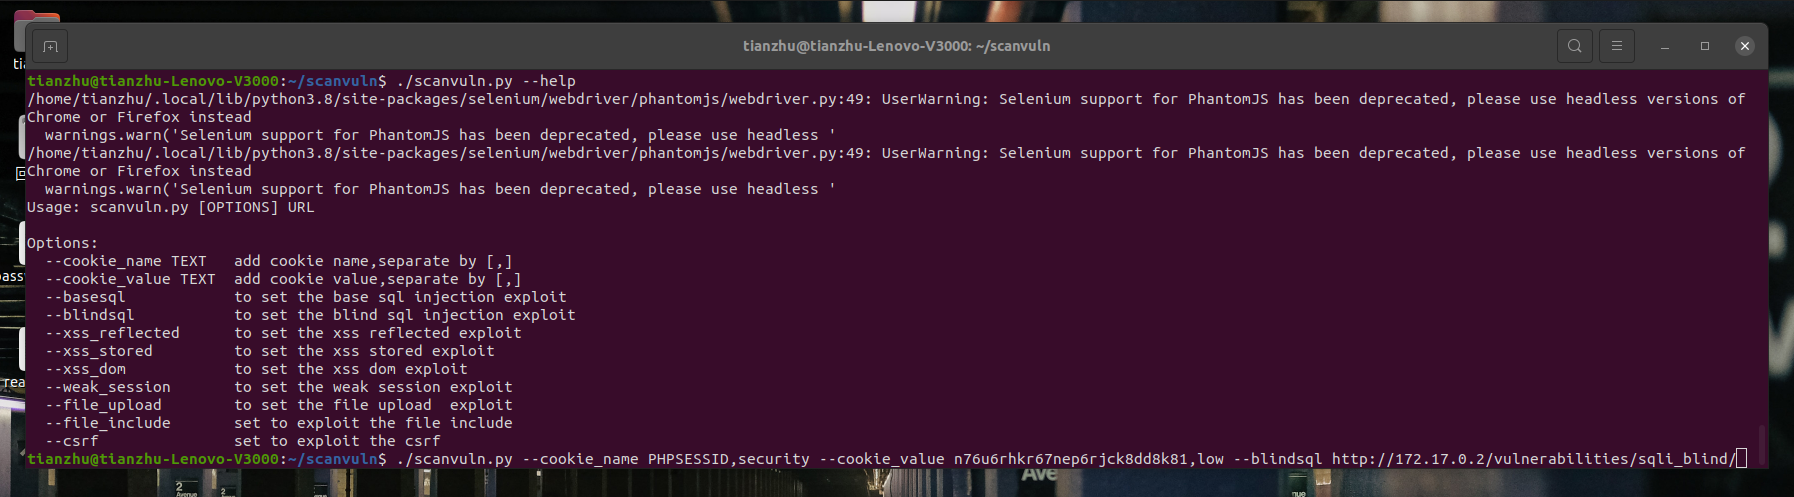 tianzhu@tianzhu-Lenovo-V3000: ~/scanvuln
tianzhu@tianzhu-Lenovo-V3000:~/scanvuln$ ./scanvuln.py --help
/home/tianzhu/.local/lib/python3.8/site-packages/selenium/webdriver/phantomjs/webdriver.py:49: UserWarning: Selenium support for PhantomJS has been deprecated, please use headless versions of
Chrome or Firefox instead
  warnings.warn('Selenium support for PhantomJS has been deprecated, please use headless '
/home/tianzhu/.local/lib/python3.8/site-packages/selenium/webdriver/phantomjs/webdriver.py:49: UserWarning: Selenium support for PhantomJS has been deprecated, please use headless versions of
Chrome or Firefox instead
  warnings.warn('Selenium support for PhantomJS has been deprecated, please use headless '
Usage: scanvuln.py [OPTIONS] URL
Options:
  --cookie_name TEXT   add cookie name,separate by [,]
  --cookie_value TEXT  add cookie value,separate by [,]
  --basesql            to set the base sql injection exploit
  --blindsql           to set the blind sql injection exploit
  --xss_reflected      to set the xss reflected exploit
  --xss_stored         to set the xss stored exploit
  --xss_dom            to set the xss dom exploit
  --weak_session       to set the weak session exploit
  --file_upload        to set the file upload  exploit
  --file_include       set to exploit the file include
  --csrf               set to exploit the csrf
tianzhu@tianzhu-Lenovo-V3000:~/scanvuln$ ./scanvuln.py --cookie_name PHPSESSID,security --cookie_value n76u6rhkr67nep6rjck8dd8k81,low --blindsql http://172.17.0.2/vulnerabilities/sqli_blind/
2
Avenue
Ave